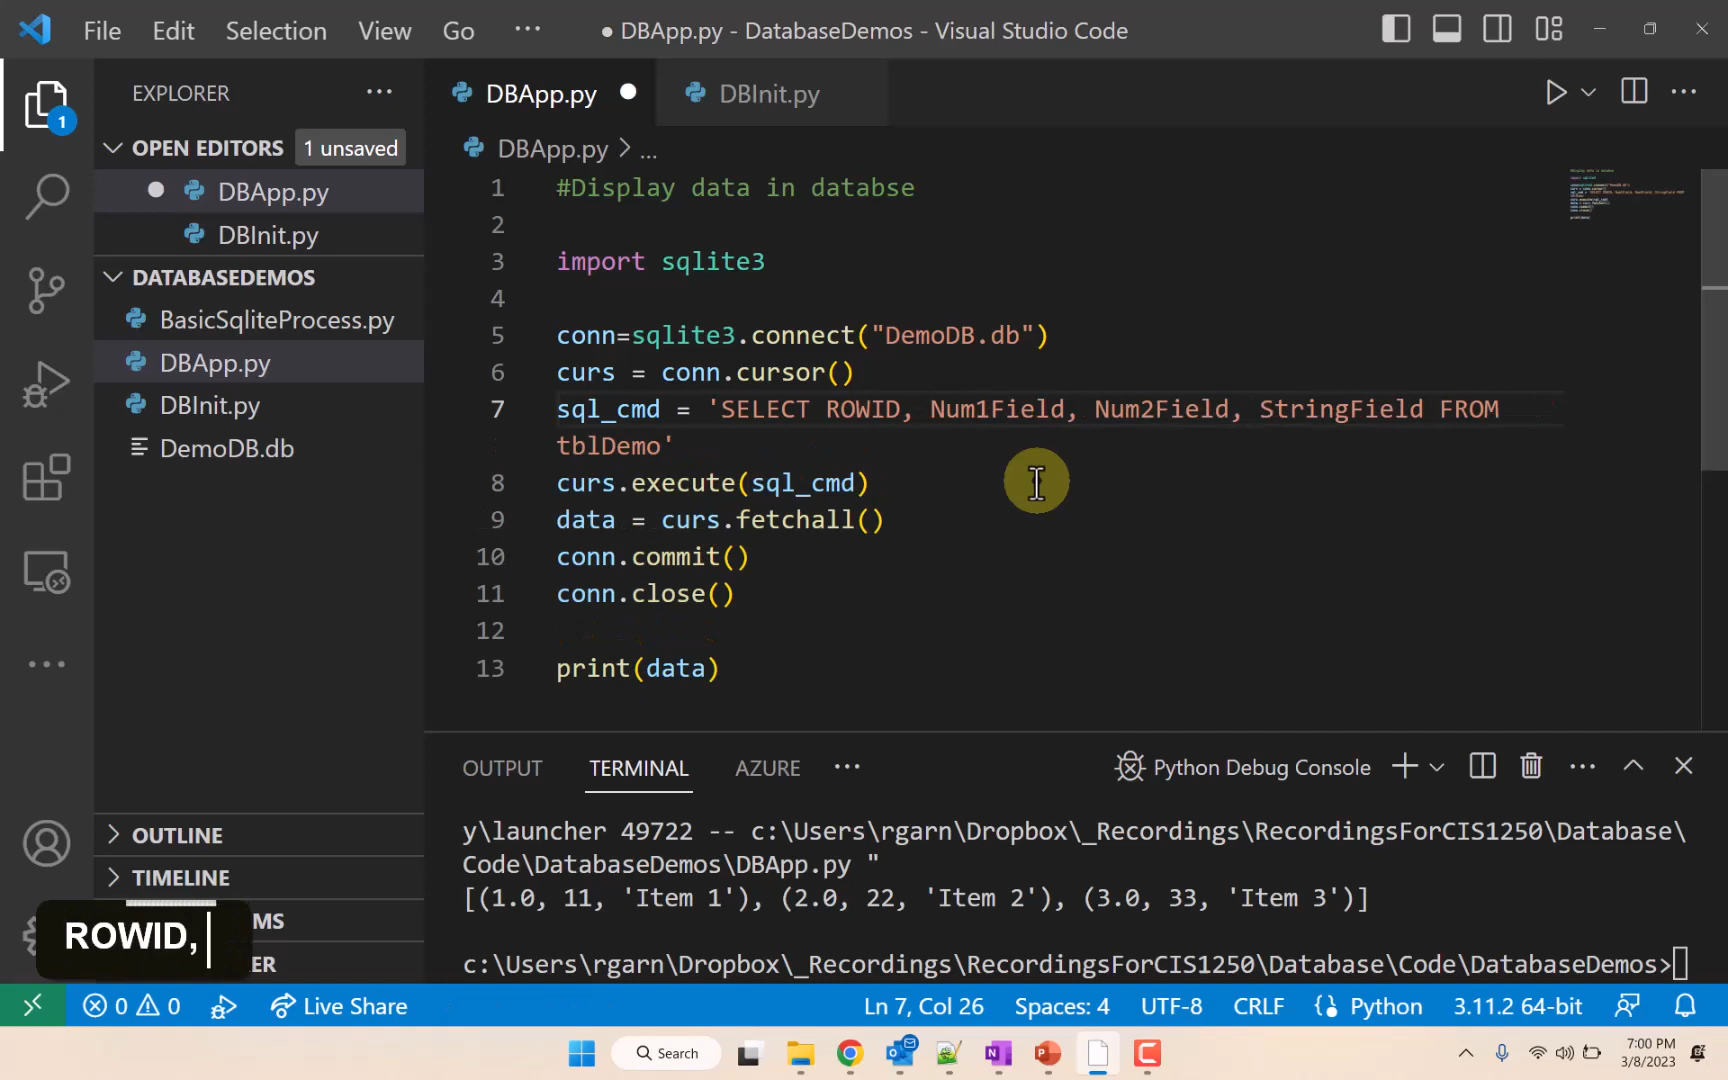 File Edit Selection View Go ··· ● DBApp.py - DatabaseDemos - Visual Studio Code
EXPLORER ···
DBApp.py ●
DBInit.py
OPEN EDITORS 1 unsaved
DBApp.py > ...
DBApp.py
DBInit.py
DATABASEDEMOS
BasicSqliteProcess.py
DBApp.py
DBInit.py
DemoDB.db
1 #Display data in databse
2
3 import sqlite3
4
5 conn=sqlite3.connect("DemoDB.db")
6 curs = conn.cursor()
7 sql_cmd = 'SELECT ROWID, Num1Field, Num2Field, StringField FROM
tblDemo'
8 curs.execute(sql_cmd)
9 data = curs.fetchall()
10 conn.commit()
11 conn.close()
12
13 print(data)
OUTPUT TERMINAL AZURE ··· Python Debug Console
y\launcher 49722 -- c:\Users\rgarn\Dropbox\_Recordings\RecordingsForCIS1250\Database\
Code\DatabaseDemos\DBApp.py "
[(1.0, 11, 'Item 1'), (2.0, 22, 'Item 2'), (3.0, 33, 'Item 3')]
c:\Users\rgarn\Dropbox\_Recordings\RecordingsForCIS1250\Database\Code\DatabaseDemos>
OUTLINE
TIMELINE
MS
ER
ROWID,
1
0 0 Live Share Ln 7, Col 26 Spaces: 4 UTF-8 CRLF Python 3.11.2 64-bit
Search
7:00 PM
3/8/2023